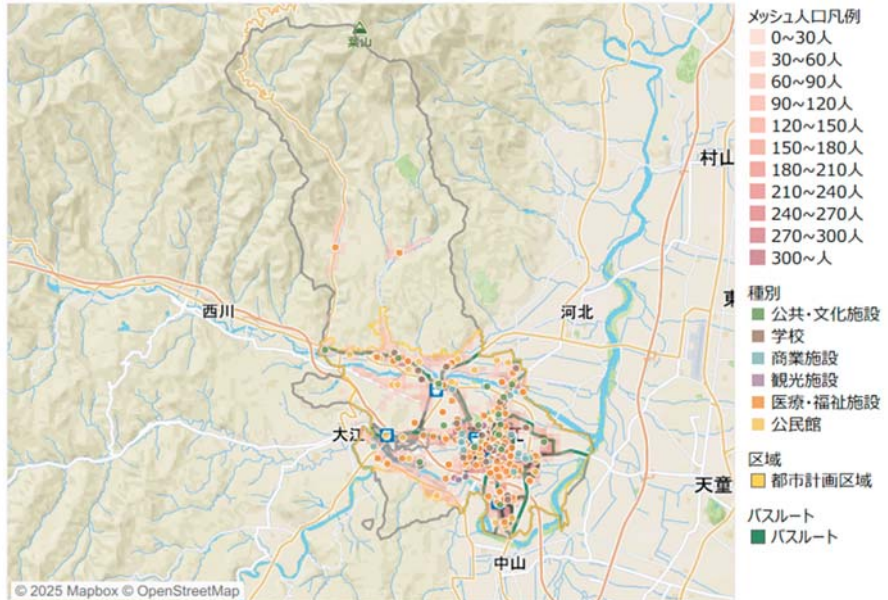 葉山
村山
西川
河北
大江
天童
中山
© 2025 Mapbox © OpenStreetMap
メッシュ人口凡例
0~30人
30~60人
60~90人
90~120人
120~150人
150~180人
180~210人
210~240人
240~270人
270~300人
300~人
種別
公共・文化施設
学校
商業施設
観光施設
医療・福祉施設
公民館
区域
都市計画区域
バスルート
バスルート